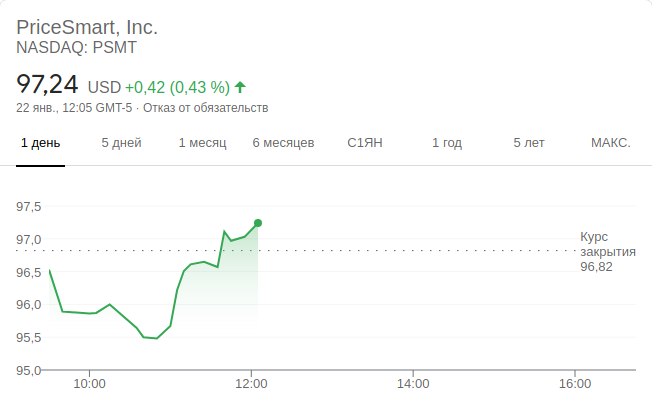 PriceSmart, Inc.
NASDAQ: PSMT
97,24 USD +0,42 (0,43 %)
22 янв., 12:05 GMT-5 · Отказ от обязательств
1 день 5 дней 1 месяц 6 месяцев С1ЯН 1 год 5 лет МАКС.
97,5
97,0
96,5
96,0
95,5
95,0
Курс
закрытия
96,82
10:00 12:00 14:00 16:00